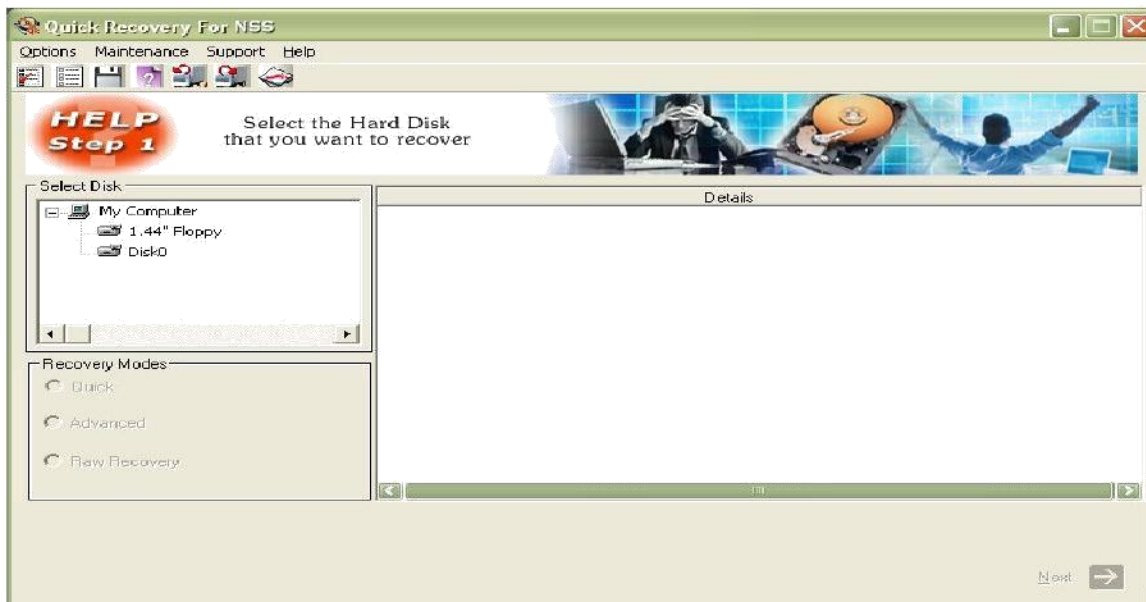 Quick Recovery For NSS
Options Maintenance Support Help
HELP
Step 1
Select the Hard Disk
that you want to recover
Select Disk
My Computer
1.44" Floppy
Disk0
Details
Recovery Modes
Quick
Advanced
Raw Recovery
Next